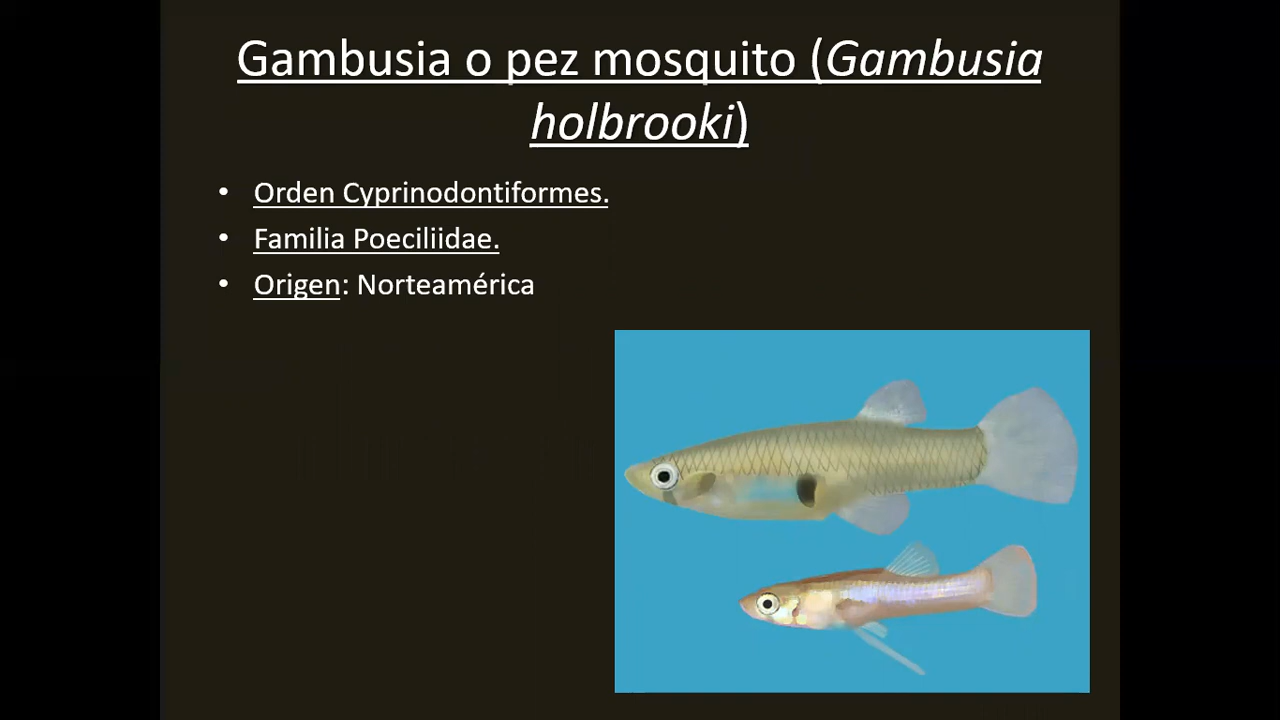 Gambusia o pez mosquito (Gambusia
holbrooki)
• Orden Cyprinodontiformes.
• Familia Poeciliidae.
• Origen: Norteamérica